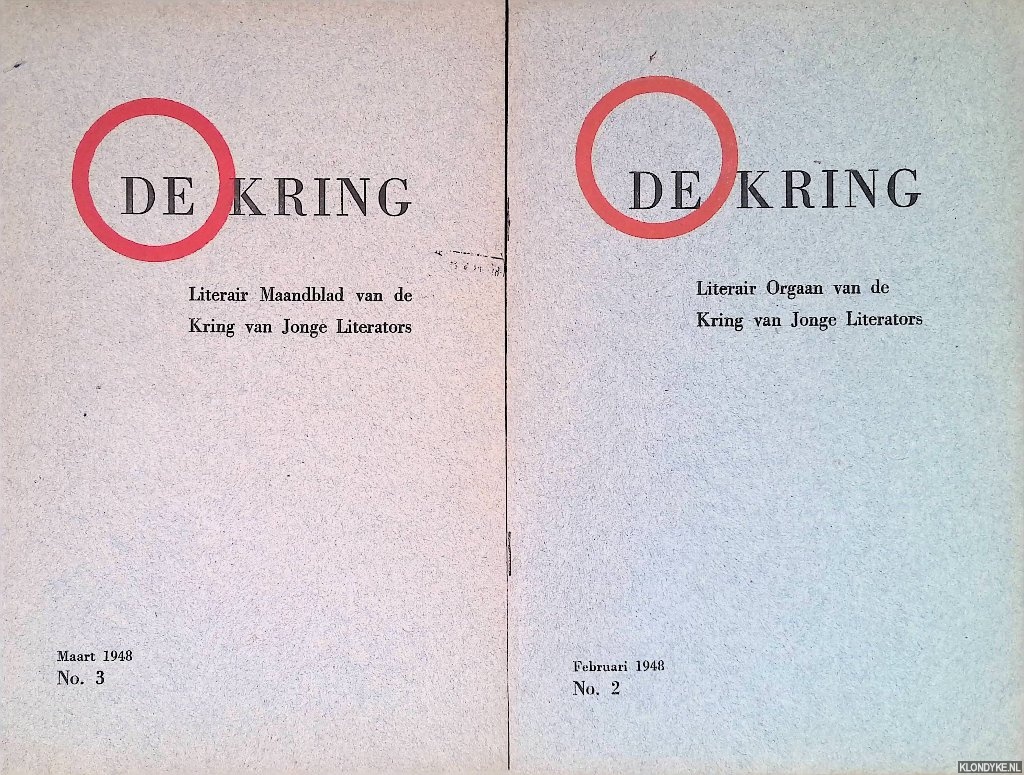 DE KRING
Literair Maandblad van de
Kring van Jonge Literators
Maart 1948
No. 3
DE KRING
Literair Orgaan van de
Kring van Jonge Literators
Februari 1948
No. 2
KLONDYKE.NL